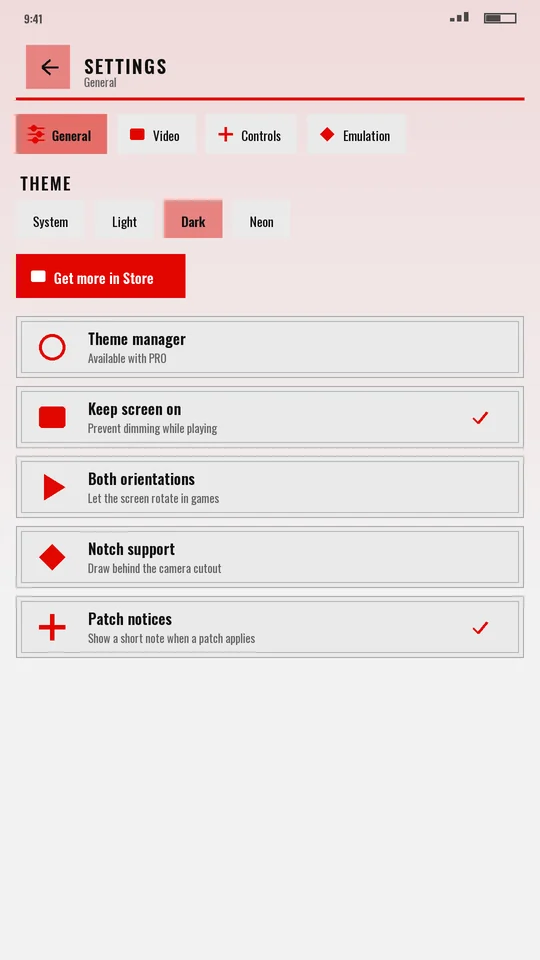 9:41
SETTINGS
General
General
Video
Controls
Emulation
THEME
System
Light
Dark
Neon
Get more in Store
Theme manager
Available with PRO
Keep screen on
Prevent dimming while playing
Both orientations
Let the screen rotate in games
Notch support
Draw behind the camera cutout
Patch notices
Show a short note when a patch applies